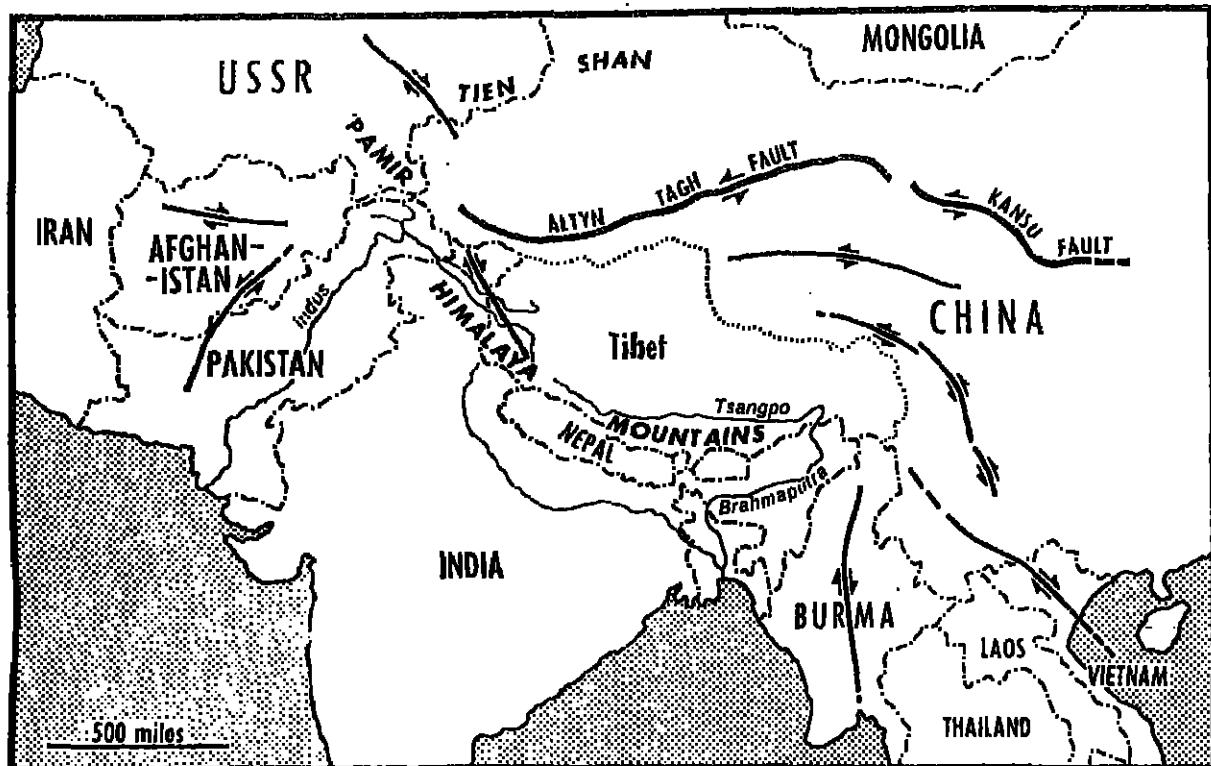 MONGOLIA
USSR
TIEN SHAN
PAMIR
ALTYN TAGH FAULT
KANSU FAULT
IRAN
AFGHAN-
-ISTAN
Indus
HIMALAYA
MOUNTAINS
CHINA
PAKISTAN
Tibet
Tsangpo
NEPAL
Brahmaputra
INDIA
BURMA
LAOS
VIETNAM
THAILAND
500 miles